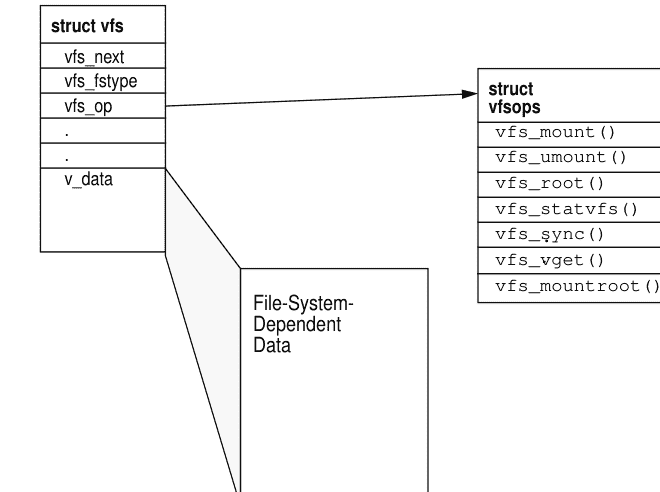 struct vfs
vfs_next
vfs_fstype
vfs_op
.
.
v_data
struct
vfsops
vfs_mount()
vfs_umount()
vfs_root()
vfs_statvfs()
vfs_sync()
vfs_vget()
vfs_mountroot()
File-System-
Dependent
Data